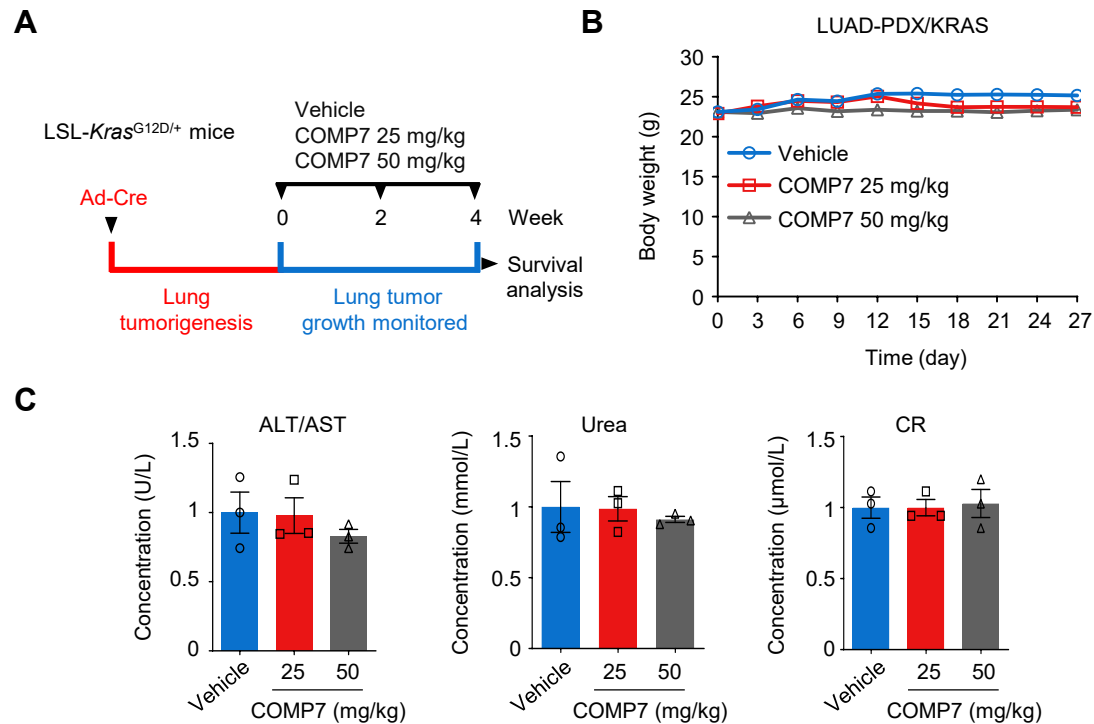 A
LSL-KrasG12D/+ mice
Vehicle
COMP7 25 mg/kg
COMP7 50 mg/kg
Ad-Cre
0 2 4 Week
Lung
tumorigenesis
Lung tumor
growth monitored
Survival
analysis
B
LUAD-PDX/KRAS
Body weight (g)
30
25
20
15
10
5
0
Vehicle
COMP7 25 mg/kg
COMP7 50 mg/kg
0 3 6 9 12 15 18 21 24 27
Time (day)
C
ALT/AST
Concentration (U/L)
1.5
1
0.5
0
Vehicle 25 50
COMP7 (mg/kg)
Urea
Concentration (mmol/L)
1.5
1
0.5
0
Vehicle 25 50
COMP7 (mg/kg)
CR
Concentration (µmol/L)
1.5
1
0.5
0
Vehicle 25 50
COMP7 (mg/kg)